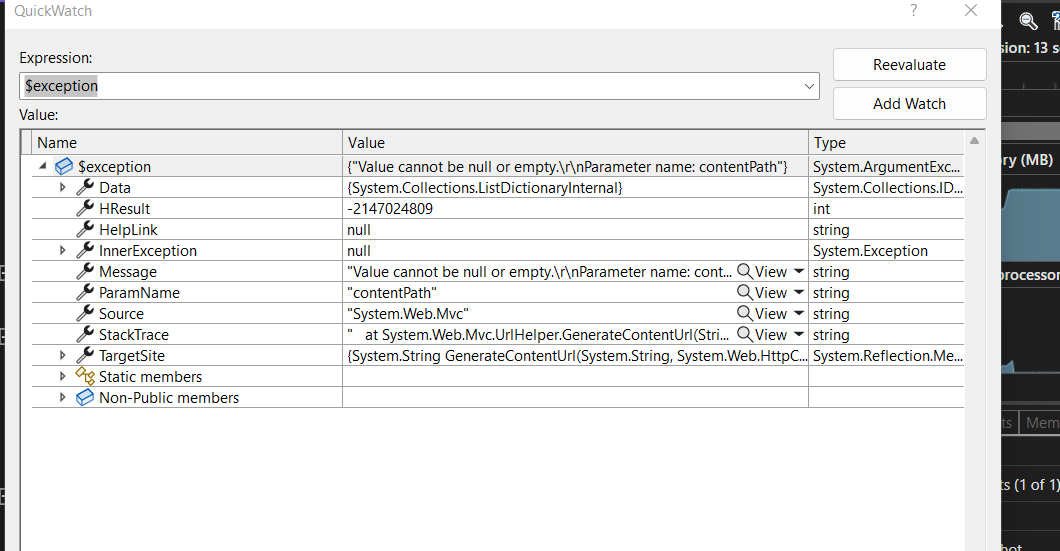 QuickWatch ?
Expression:
Reevaluate
$exception
Add Watch
Value:
Name Value Type
$exception {"Value cannot be null or empty.\r\nParameter name: contentPath"} System.ArgumentExc...
Data {System.Collections.ListDictionaryInternal} System.Collections.ID...
HResult -2147024809 int
HelpLink null string
InnerException null System.Exception
Message "Value cannot be null or empty.\r\nParameter name: cont... View string
ParamName "contentPath" View string
Source "System.Web.Mvc" View string
StackTrace "   at System.Web.Mvc.UrlHelper.GenerateContentUrl(Stri... View string
TargetSite {System.String GenerateContentUrl(System.String, System.Web.HttpC... System.Reflection.Me...
Static members
Non-Public members
sion: 13 s
ry (MB)
rocessor
ts Mem
ts (1 of 1)
hot